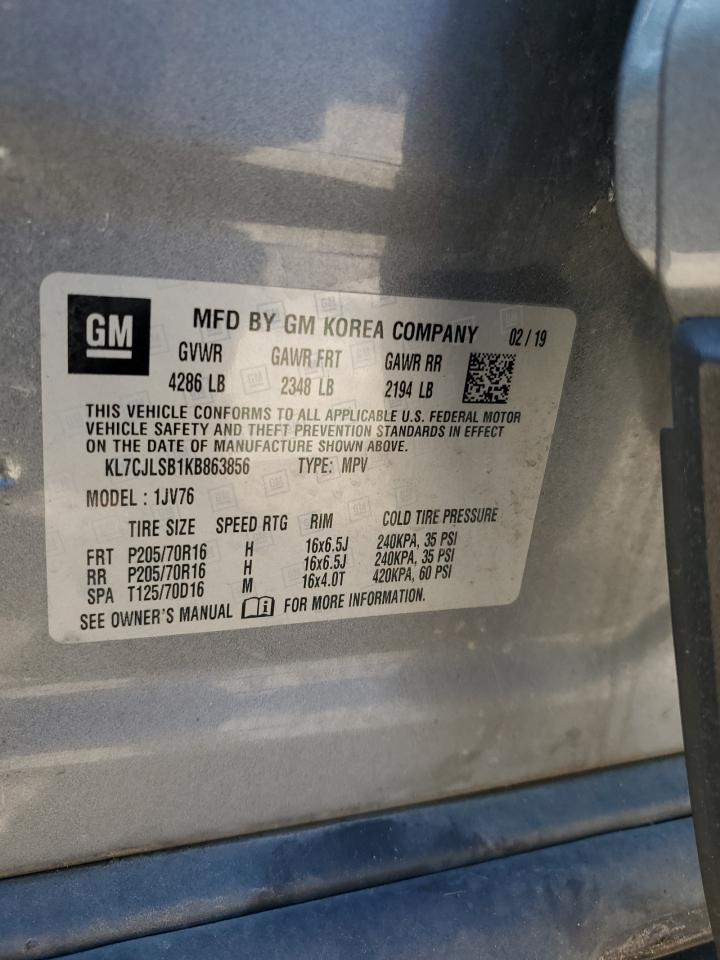 GM
MFD BY GM KOREA COMPANY 02/19
GVWR GAWR FRT GAWR RR
4286 LB 2348 LB 2194 LB
THIS VEHICLE CONFORMS TO ALL APPLICABLE U.S. FEDERAL MOTOR
VEHICLE SAFETY AND THEFT PREVENTION STANDARDS IN EFFECT
ON THE DATE OF MANUFACTURE SHOWN ABOVE.
KL7CJLSB1KB863856 TYPE: MPV
MODEL : 1JV76
TIRE SIZE SPEED RTG RIM COLD TIRE PRESSURE
FRT P205/70R16 H 16x6.5J 240KPA, 35 PSI
RR P205/70R16 H 16x6.5J 240KPA, 35 PSI
SPA T125/70D16 M 16x4.0T 420KPA, 60 PSI
SEE OWNER'S MANUAL FOR MORE INFORMATION.